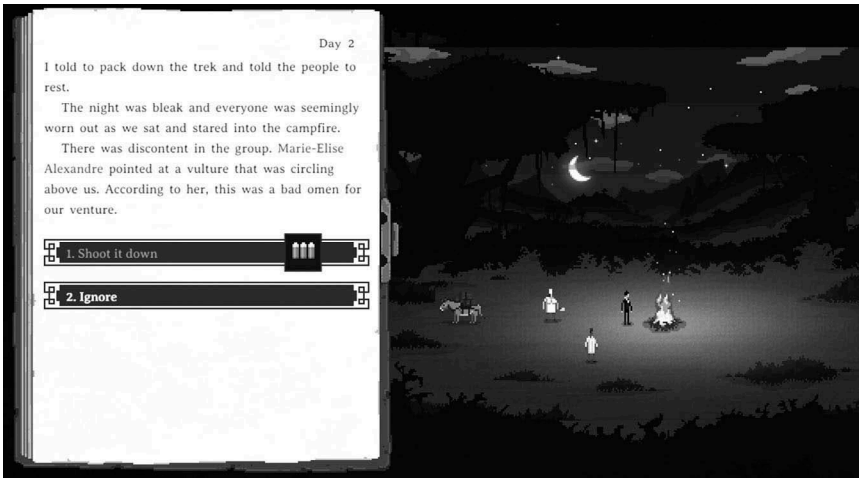 Day 2
I told to pack down the trek and told the people to
rest.
The night was bleak and everyone was seemingly
worn out as we sat and stared into the campfire.
There was discontent in the group. Marie-Elise
Alexandre pointed at a vulture that was circling
above us. According to her, this was a bad omen for
our venture.
1. Shoot it down
2. Ignore